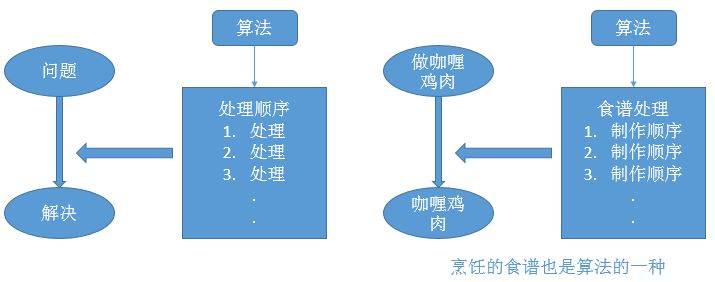 算法
问题
处理顺序
1. 处理
2. 处理
3. 处理
.
.
解决
算法
做咖喱
鸡肉
食谱处理
1. 制作顺序
2. 制作顺序
3. 制作顺序
.
.
咖喱鸡
肉
烹饪的食谱也是算法的一种